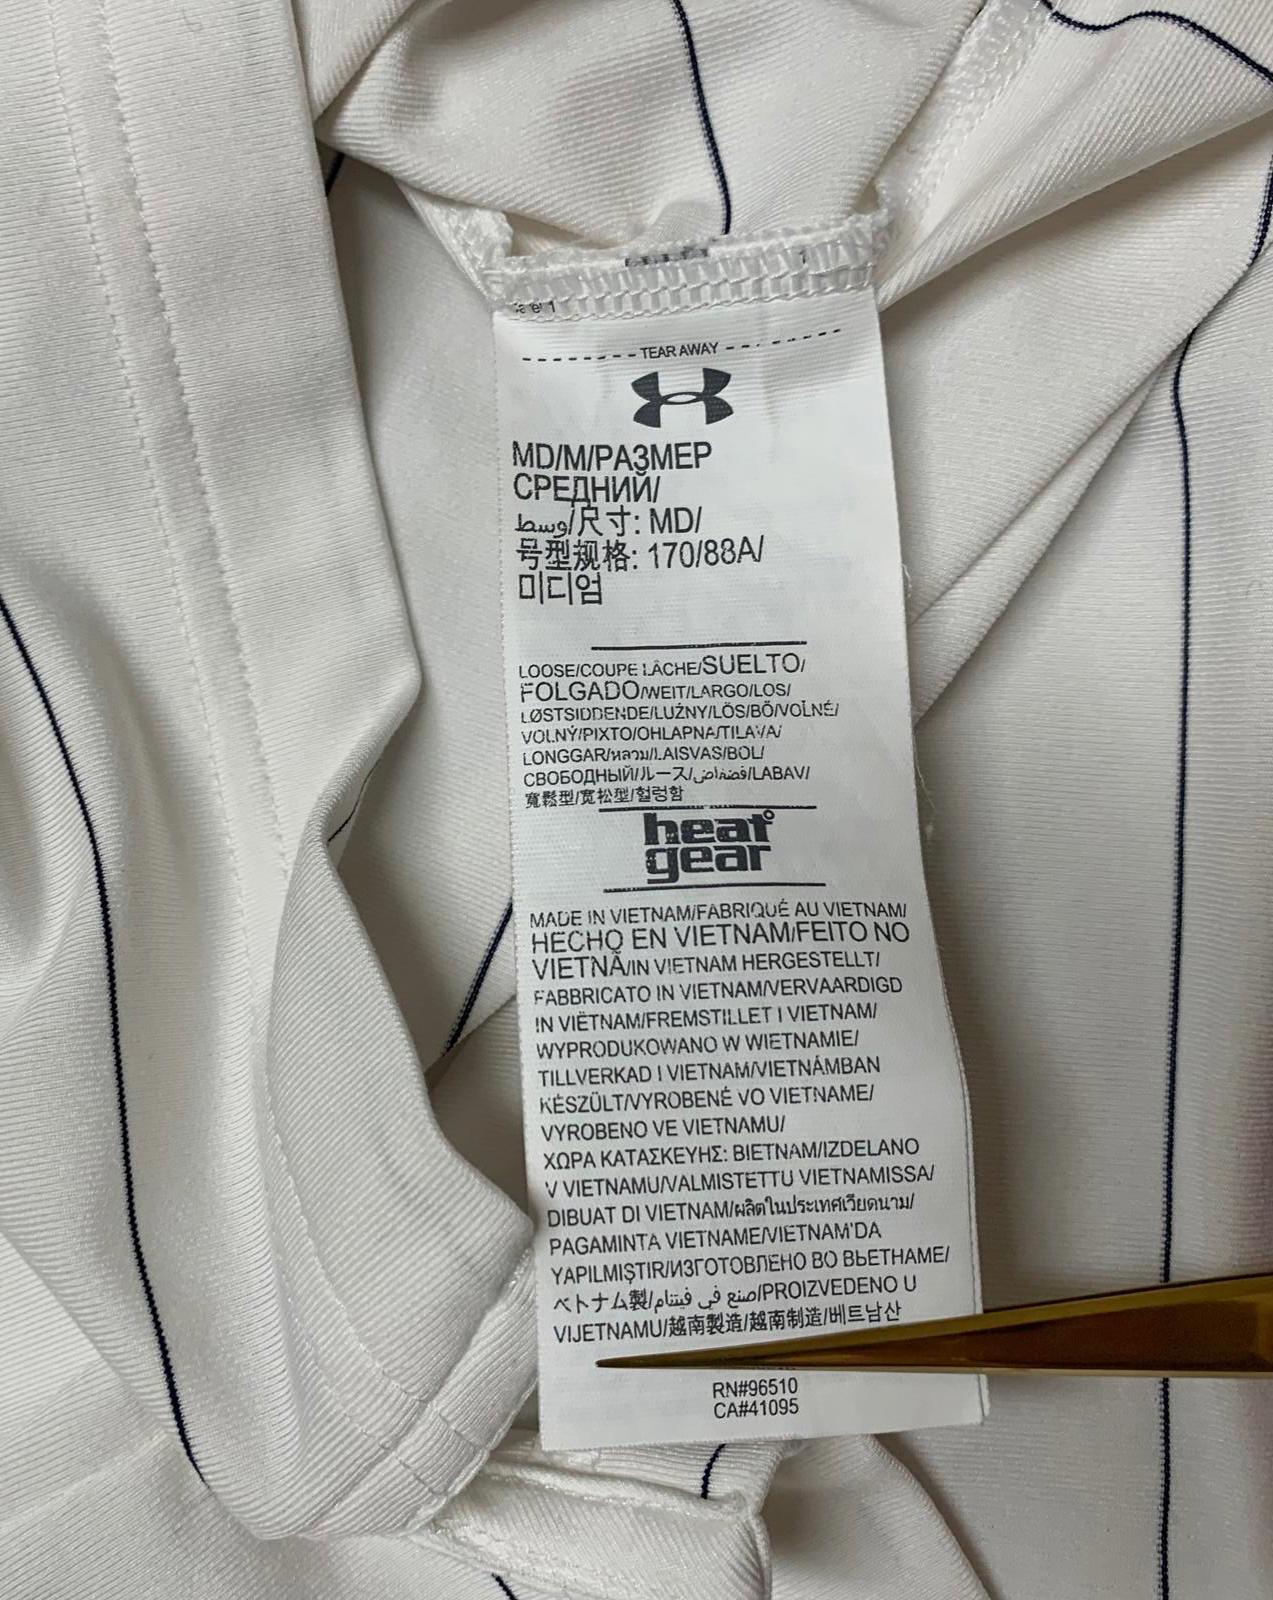 1
TEAR AWAY
MD/M/РАЗМЕР
СРЕДНИЙ/
وسط/尺寸: MD/
号型规格: 170/88A/
미디엄
LOOSE/COUPE LÂCHE/SUELTO/
FOLGADO/WEIT/LARGO/LOS/
LØSTSIDDENDE/LUŹNY/LÖS/BŐ/VOĽNÉ/
VOLNÝ/ΡΙΧΤΟ/OHLAPNA/TILAVA/
LONGGAR/หลวม/LAISVAS/BOL/
СВОБОДНЫЙ/ルース/فضفاض/LABAV/
寬鬆型/宽松型/헐렁함
heat
gear
MADE IN VIETNAM/FABRIQUÉ AU VIETNAM/
HECHO EN VIETNAM/FEITO NO
VIETNÃ/IN VIETNAM HERGESTELLT/
FABBRICATO IN VIETNAM/VERVAARDIGD
IN VIËTNAM/FREMSTILLET I VIETNAM/
WYPRODUKOWANO W WIETNAMIE/
TILLVERKAD I VIETNAM/VIETNÁMBAN
KÉSZÜLT/VYROBENÉ VO VIETNAME/
VYROBENO VE VIETNAMU/
ΧΩΡΑ ΚΑΤΑΣΚΕΥΗΣ: ΒΙΕΤΝΑΜ/IZDELANO
V VIETNAMU/VALMISTETTU VIETNAMISSA/
DIBUAT DI VIETNAM/ผลิตในประเทศเวียดนาม/
PAGAMINTA VIETNAME/VIETNAM'DA
YAPILMIŞTIR/ИЗГОТОВЛЕНО ВО ВЬЕТНАМЕ/
ベトナム製/صنع في فيتنام/PROIZVEDENO U
VIJETNAMU/越南製造/越南制造/베트남산
RN#96510
CA#41095